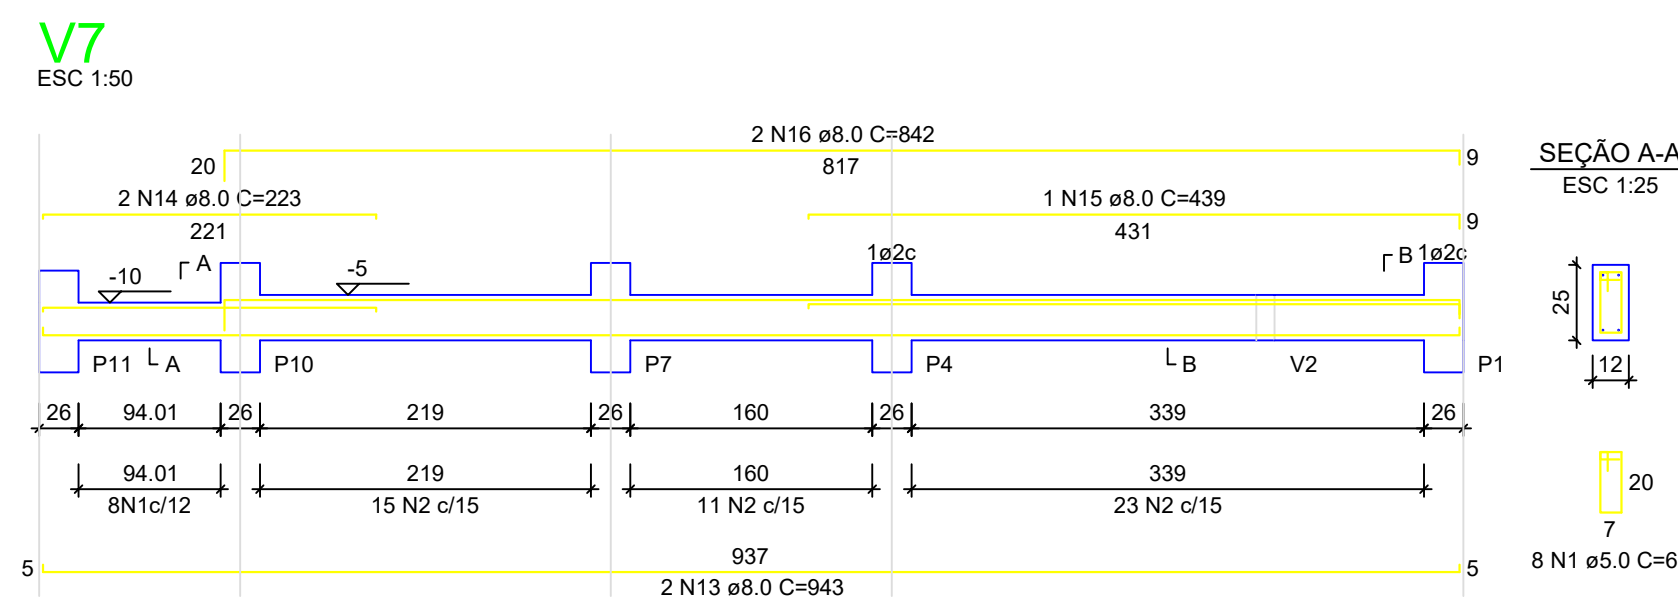 V7
ESC 1:50
2 N16 ø8.0 C=842
20
817
9
SEÇÃO A-A
ESC 1:25
2 N14 ø8.0 C=223
1 N15 ø8.0 C=439
221
431
9
A
1ø2c
B
1ø2c
-10
-5
25
P11
A
P10
P7
P4
B
V2
P1
12
26
94.01
26
219
26
160
26
339
26
94.01
219
160
339
20
8N1c/12
15 N2 c/15
11 N2 c/15
23 N2 c/15
7
937
8 N1 ø5.0 C=6
5
5
2 N13 ø8.0 C=943